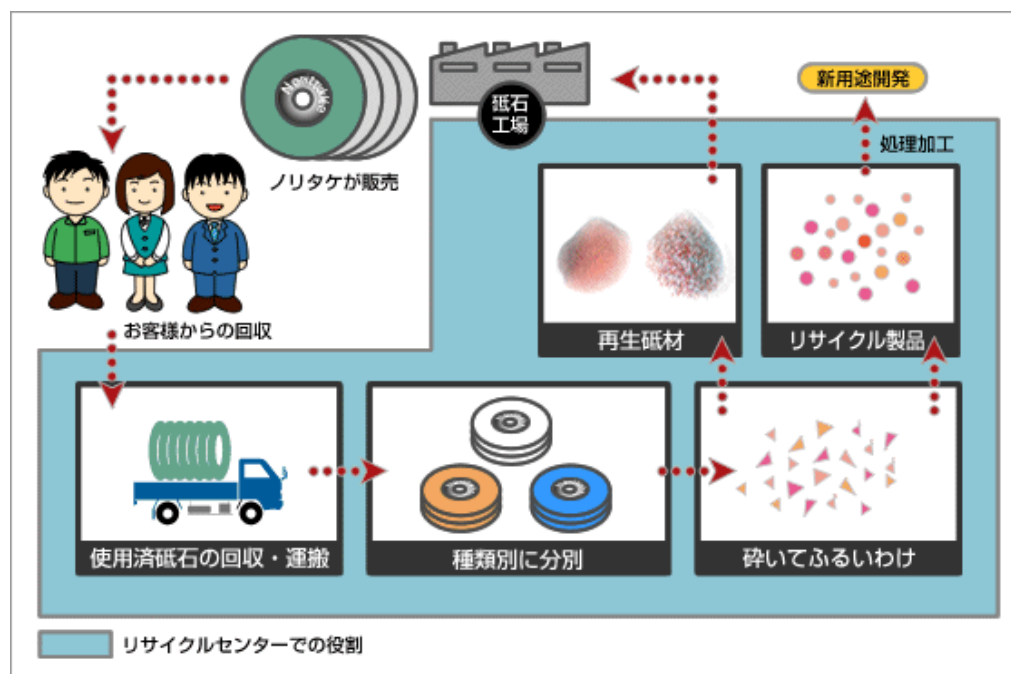 Noritake
砥石
工場
新用途開発
ノリタケが販売
処理加工
お客様からの回収
再生砥材
リサイクル製品
使用済砥石の回収・運搬
種類別に分別
砕いてふるいわけ
リサイクルセンターでの役割